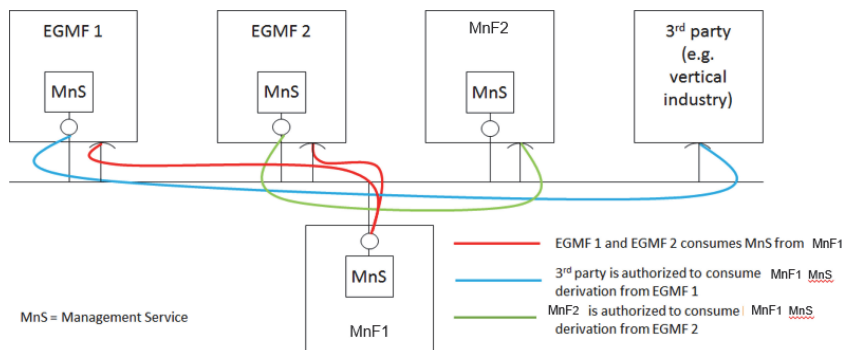 EGMF 1
EGMF 2
MnF2
3rd party
(e.g.
vertical
industry)
MnS
MnS
MnS
EGMF 1 and EGMF 2 consumes MnS from MnF1
3rd party is authorized to consume MnF1 MnS
derivation from EGMF 1
MnF2 is authorized to consume MnF1 MnS
derivation from EGMF 2
MnS
MnF1
MnS = Management Service